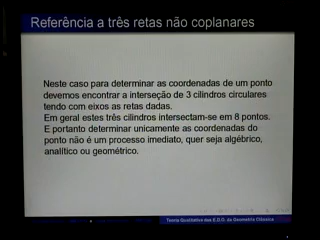 Referência a três retas não coplanares
Neste caso para determinar as coordenadas de um ponto
devemos encontrar a interseção de 3 cilindros circulares
tendo com eixos as retas dadas.
Em geral estes três cilindros intersectam-se em 8 pontos.
E portanto determinar unicamente as coordenadas do
ponto não é um processo imediato, quer seja algébrico,
analítico ou geométrico.
Teoria Qualitativa das E.D.O. da Geometria Clássica